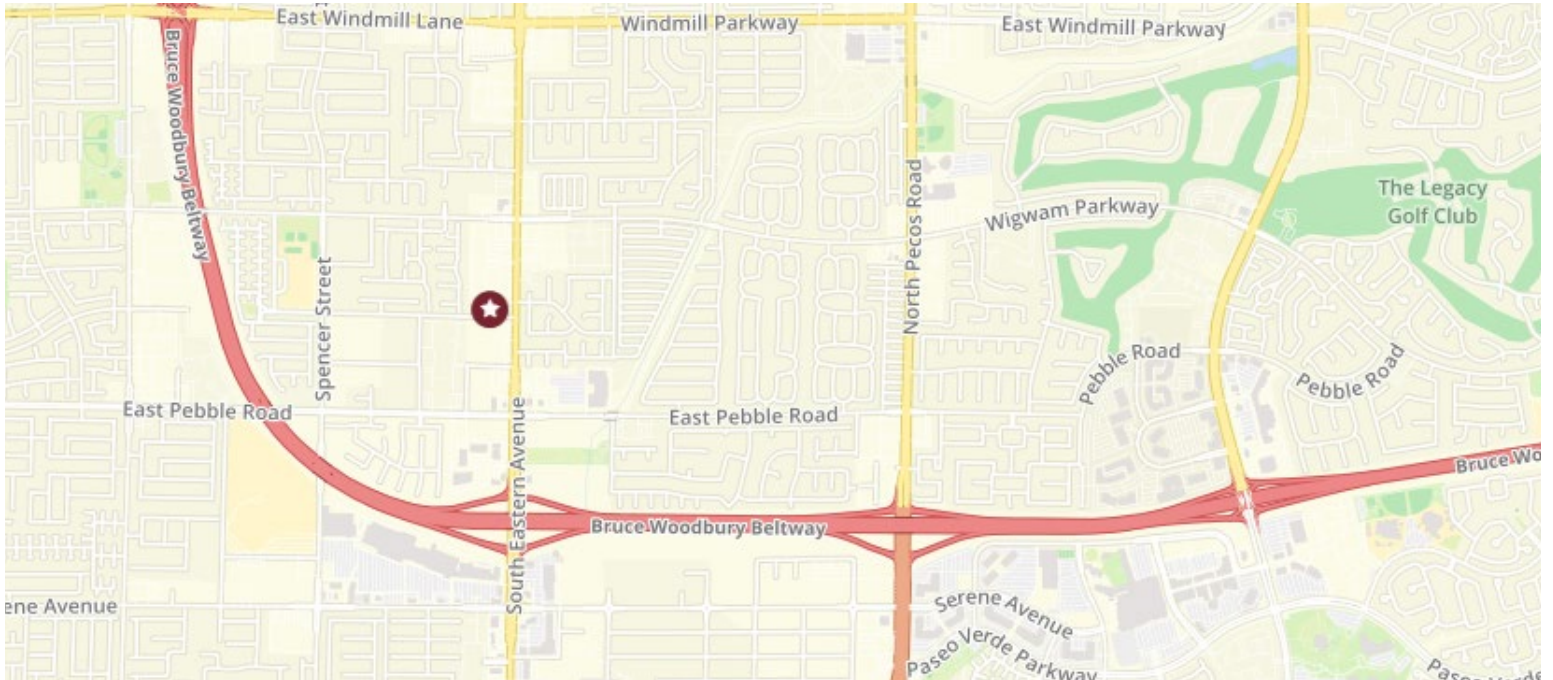 East Windmill Lane
Windmill Parkway
East Windmill Parkway
Bruce Woodbury Beltway
The Legacy
Golf Club
Wigwam Parkway
North Pecos Road
Spencer Street
Pebble Road
Pebble Road
East Pebble Road
East Pebble Road
South Eastern Avenue
Bruce Wo
Bruce Woodbury Beltway
ene Avenue
Serene Avenue
Paseo Verde Parkway
Paseo Verde